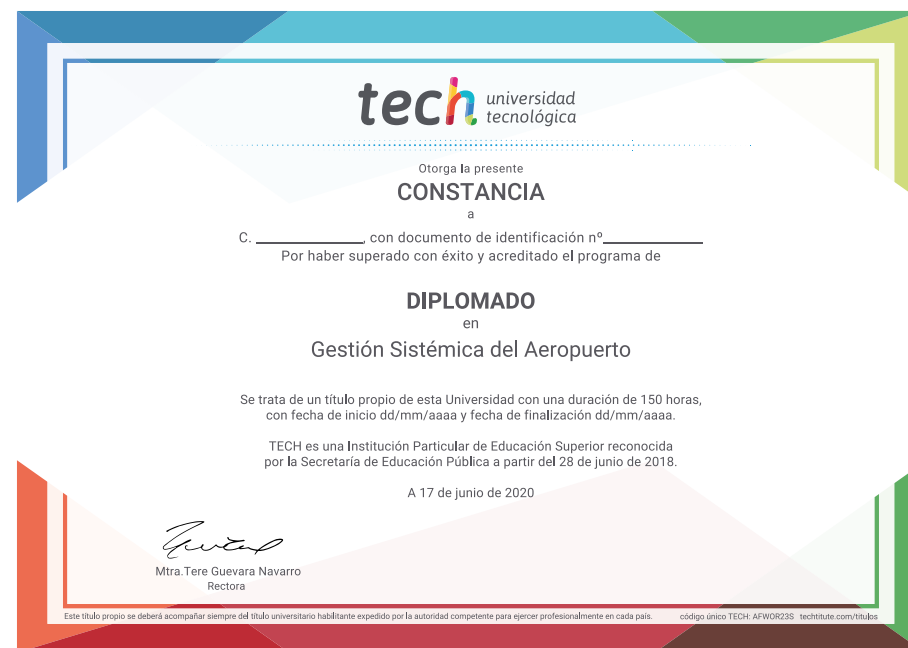 tech universidad
tecnológica
Otorga la presente
CONSTANCIA
a
C. ______________, con documento de identificación nº______________
Por haber superado con éxito y acreditado el programa de
DIPLOMADO
en
Gestión Sistémica del Aeropuerto
Se trata de un título propio de esta Universidad con una duración de 150 horas,
con fecha de inicio dd/mm/aaaa y fecha de finalización dd/mm/aaaa.
TECH es una Institución Particular de Educación Superior reconocida
por la Secretaría de Educación Pública a partir del 28 de junio de 2018.
A 17 de junio de 2020
Mtra.Tere Guevara Navarro
Rectora
Este título propio se deberá acompañar siempre del título universitario habilitante expedido por la autoridad competente para ejercer profesionalmente en cada país. código único TECH: AFWOR23S techtitute.com/titulos